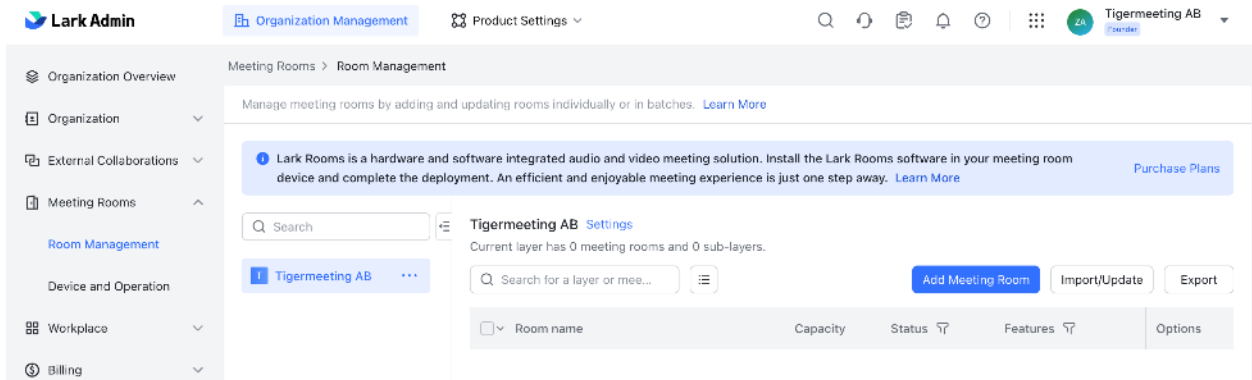 Lark Admin
Organization Management
Product Settings
ZA
Tigermeeting AB
Founder
Organization Overview
Organization
External Collaborations
Meeting Rooms
Room Management
Device and Operation
Workplace
Billing
Meeting Rooms > Room Management
Manage meeting rooms by adding and updating rooms individually or in batches. Learn More
Lark Rooms is a hardware and software integrated audio and video meeting solution. Install the Lark Rooms software in your meeting room
device and complete the deployment. An efficient and enjoyable meeting experience is just one step away. Learn More
Purchase Plans
Search
T Tigermeeting AB ...
Tigermeeting AB Settings
Current layer has 0 meeting rooms and 0 sub-layers.
Search for a layer or mee...
Add Meeting Room
Import/Update
Export
Room name
Capacity
Status
Features
Options